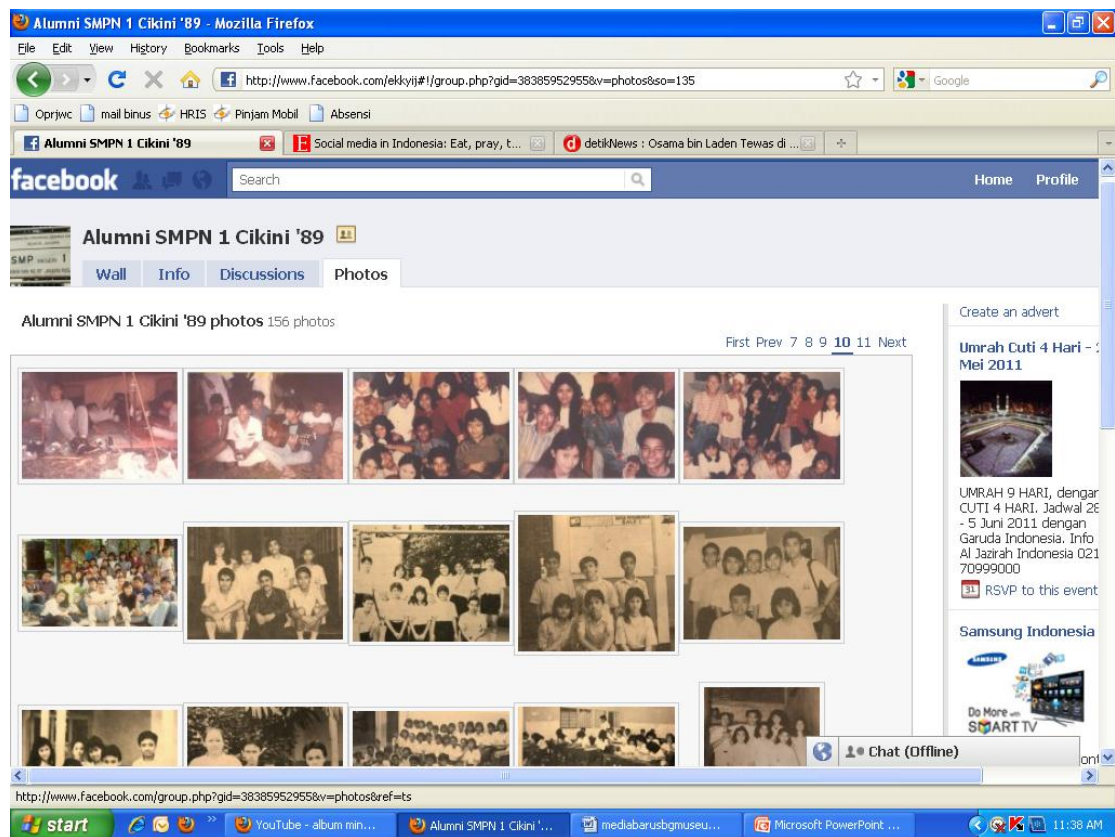 Alumni SMPN 1 Cikini '89 - Mozilla Firefox
File Edit View History Bookmarks Tools Help
http://www.facebook.com/ekkyij#!/group.php?gid=38385952955&v=photos&so=135
Google
Oprjwc mail binus HRIS Pinjam Mobil Absensi
Alumni SMPN 1 Cikini '89
Social media in Indonesia: Eat, pray, t...
detikNews : Osama bin Laden Tewas di ...
facebook
Search
Home Profile
SMP 1
Alumni SMPN 1 Cikini '89
Wall Info Discussions Photos
Alumni SMPN 1 Cikini '89 photos 156 photos
First Prev 7 8 9 10 11 Next
Create an advert
Umrah Cuti 4 Hari -
Mei 2011
UMRAH 9 HARI, dengan
CUTI 4 HARI. Jadwal 28
- 5 Juni 2011 dengan
Garuda Indonesia. Info
Al Jazirah Indonesia 021
70999000
31 RSVP to this event
Samsung Indonesia
SAMSUNG
Do More with
SMART TV
Chat (Offline)
http://www.facebook.com/group.php?gid=38385952955&v=photos&ref=ts
start
YouTube - album min...
Alumni SMPN 1 Cikini '...
mediabarusbgmuseu...
Microsoft PowerPoint ...
11:38 AM